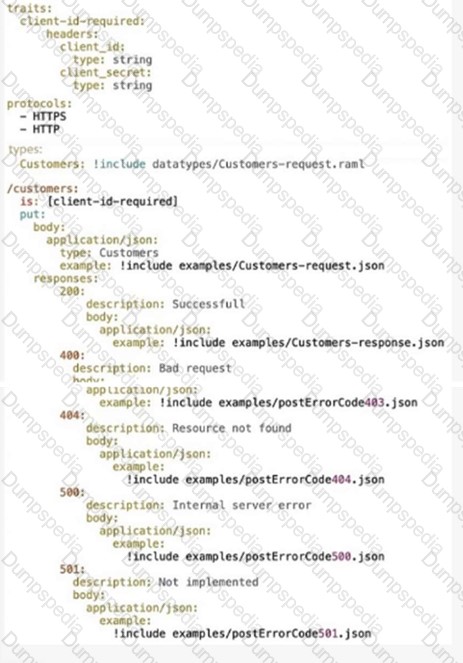 traits:
  client-id-required:
      headers:
        client_id:
          type: string
        client_secret:
          type: string
protocols:
  - HTTPS
  - HTTP
types:
  Customers: !include datatypes/Customers-request.raml
/customers:
  is: [client-id-required]
  put:
    body:
      application/json:
        type: Customers
        example: !include examples/Customers-request.json
    responses:
        200:
            description: Successfull
            body:
              application/json:
                example: !include examples/Customers-response.json
        400:
          description: Bad request
          body:
            application/json:
              example: !include examples/postErrorCode403.json
        404:
            description: Resource not found
            body:
              application/json:
                example:
                  !include examples/postErrorCode404.json
        500:
            description: Internal server error
            body:
              application/json:
                example:
                  !include examples/postErrorCode500.json
        501:
          description: Not implemented
          body:
            application/json:
              example:
                !include examples/postErrorCode501.json
Dumpspedia